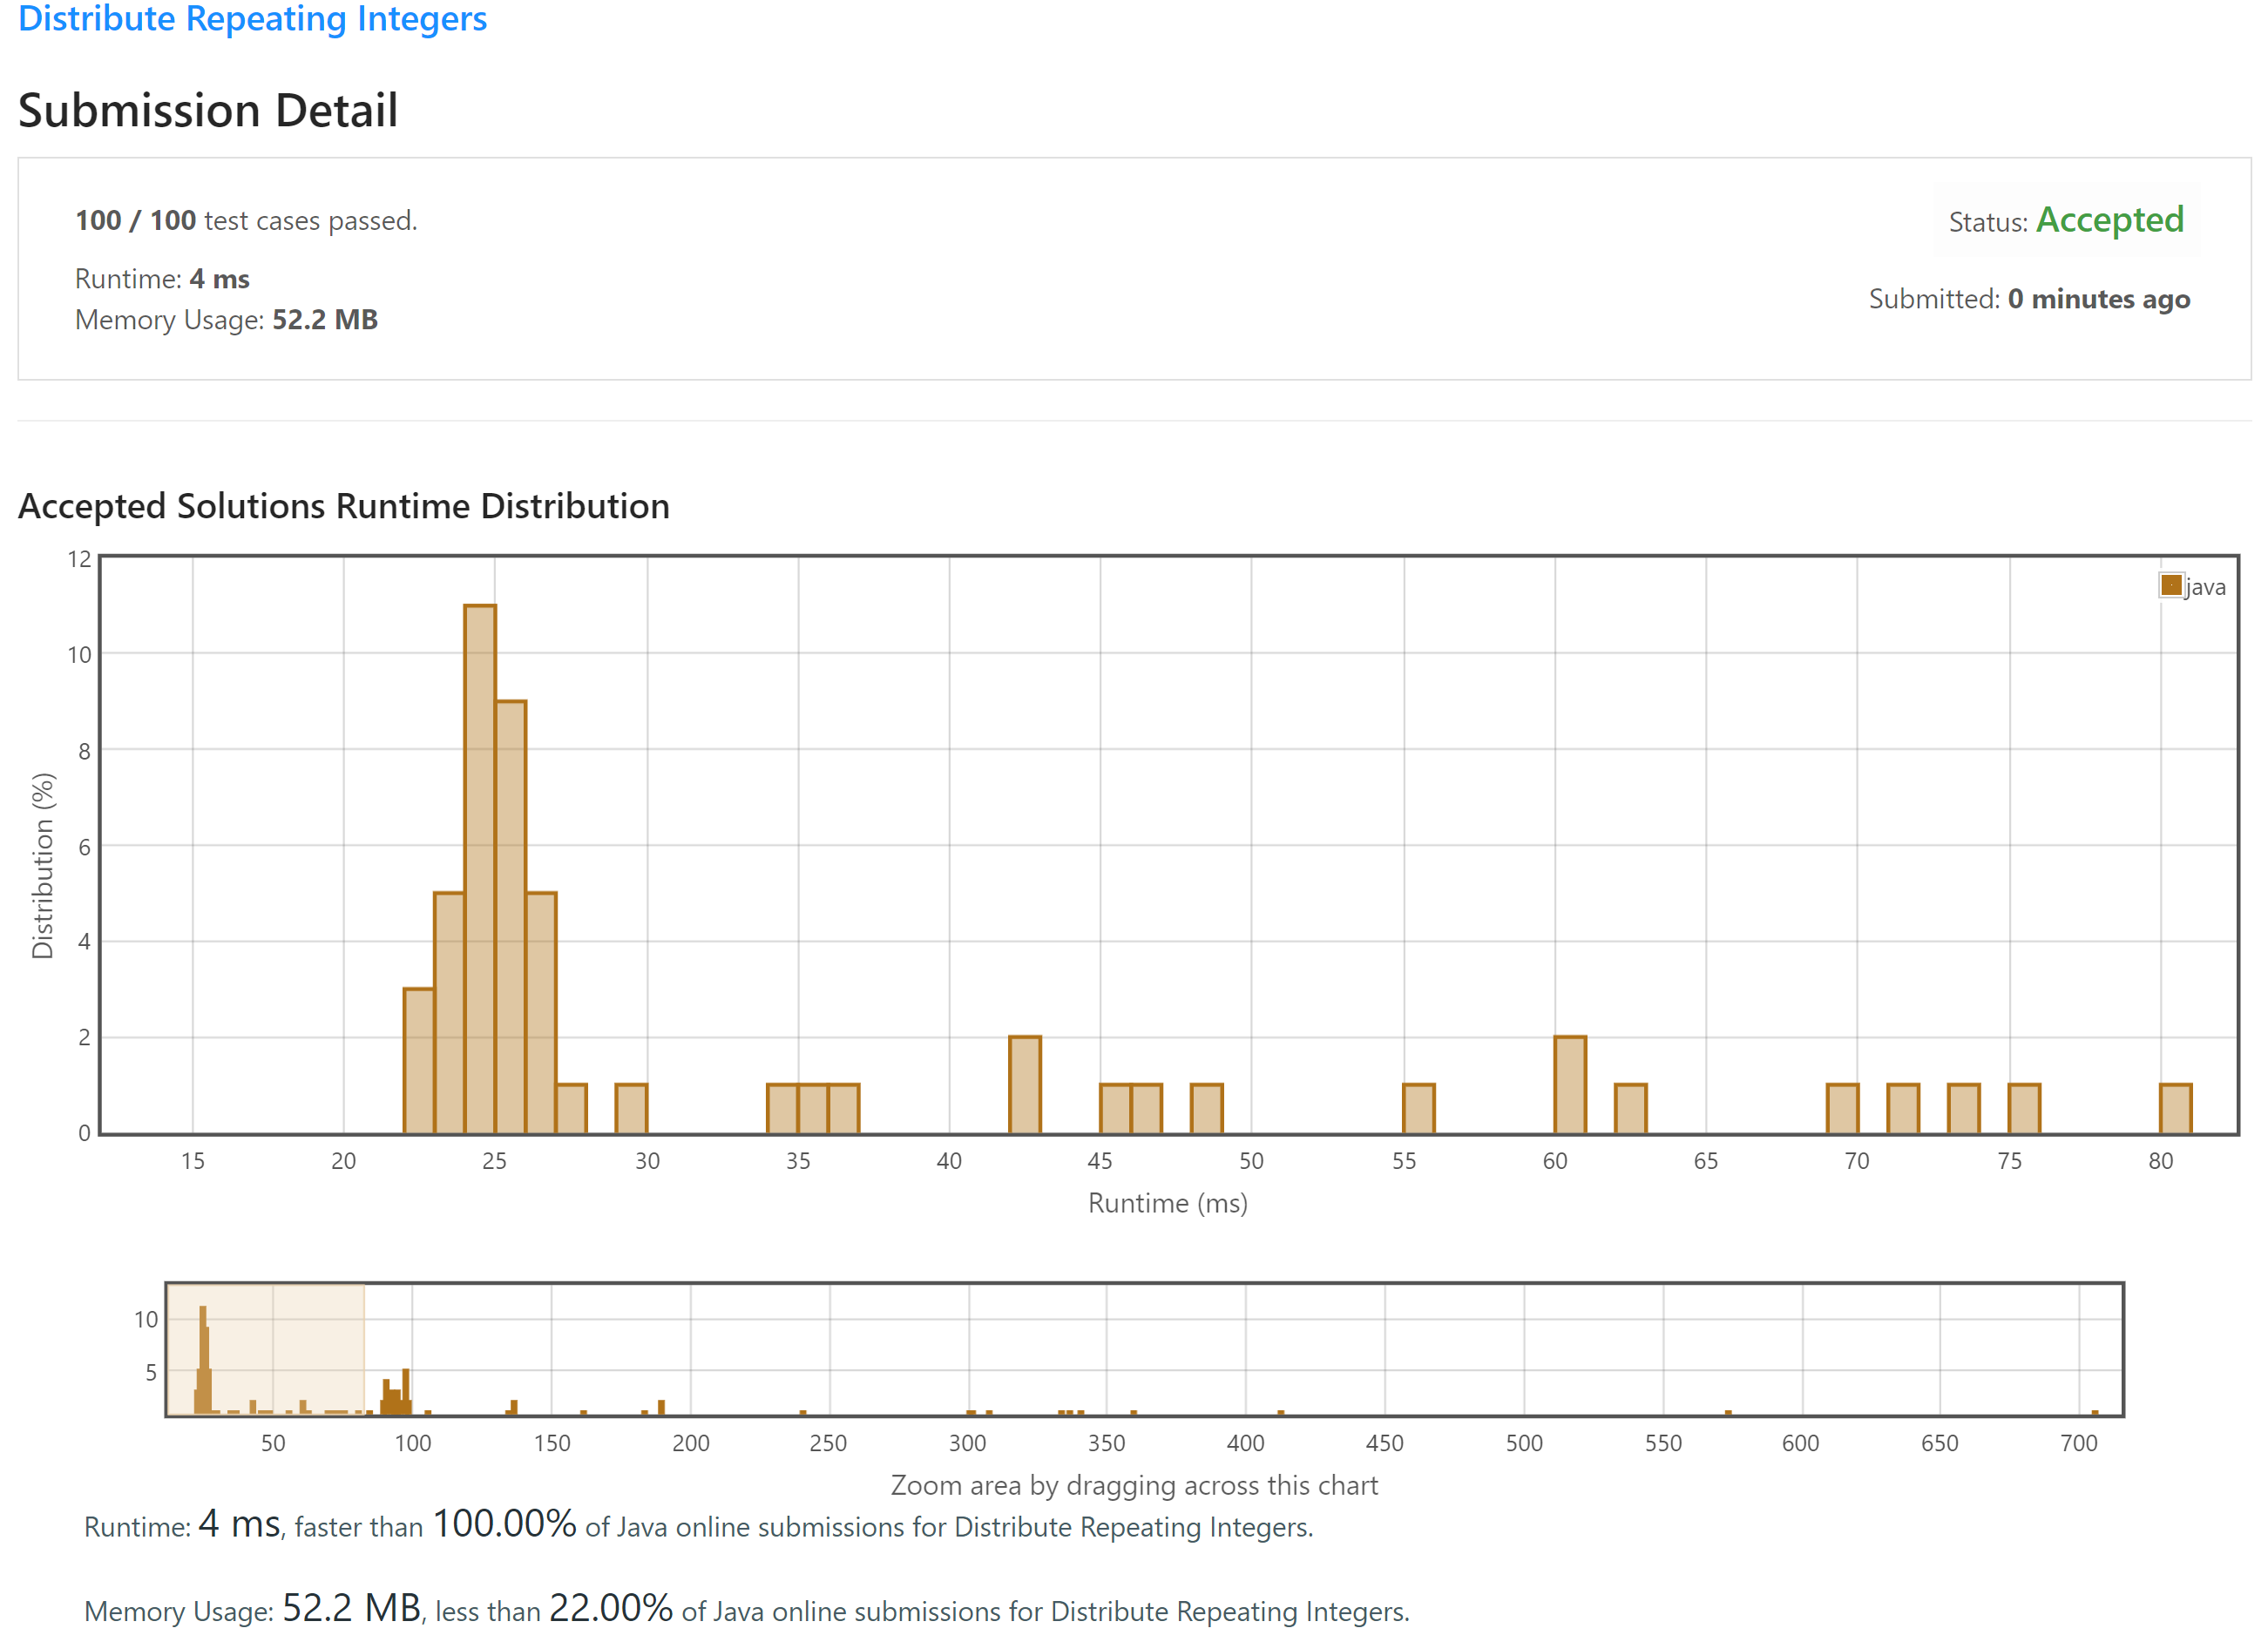 Distribute Repeating Integers
Submission Detail
100 / 100 test cases passed.
Status: Accepted
Runtime: 4 ms
Submitted: 0 minutes ago
Memory Usage: 52.2 MB
Accepted Solutions Runtime Distribution
12
10
8
6
4
2
0
Distribution (%)
java
15 20 25 30 35 40 45 50 55 60 65 70 75 80
Runtime (ms)
10
5
50 100 150 200 250 300 350 400 450 500 550 600 650 700
Zoom area by dragging across this chart
Runtime: 4 ms, faster than 100.00% of Java online submissions for Distribute Repeating Integers.
Memory Usage: 52.2 MB, less than 22.00% of Java online submissions for Distribute Repeating Integers.